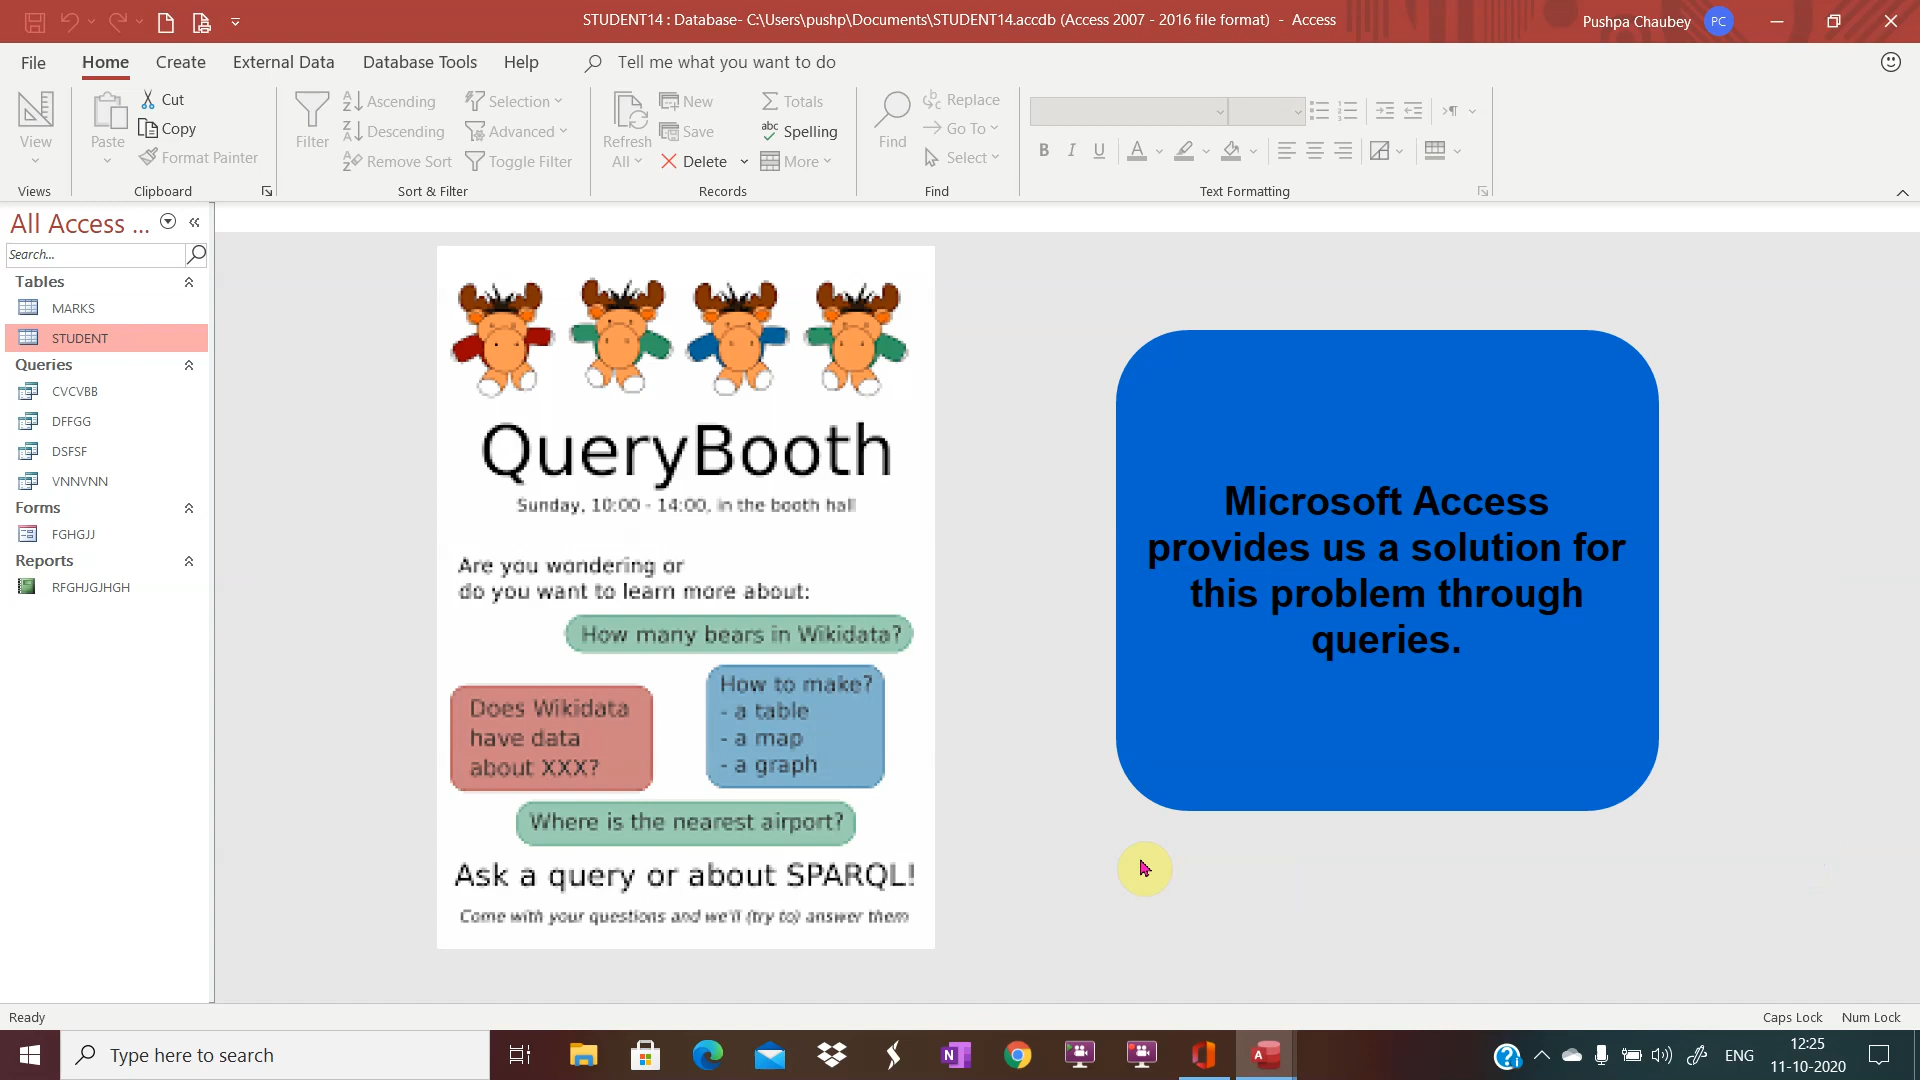 STUDENT14 : Database- C:\Users\pushp\Documents\STUDENT14.accdb (Access 2007 - 2016 file format)  -  Access
Pushpa Chaubey
PC
File
Home
Create
External Data
Database Tools
Help
Tell me what you want to do
View
Views
Paste
Cut
Copy
Format Painter
Clipboard
Filter
Ascending
Descending
Remove Sort
Selection
Advanced
Toggle Filter
Sort & Filter
Refresh
All
New
Save
Delete
Totals
Spelling
More
Records
Find
Replace
Go To
Select
Find
B I U
Text Formatting
All Access ...
Search...
Tables
MARKS
STUDENT
Queries
CVCVBB
DFFGG
DSFSF
VNNVNN
Forms
FGHGJJ
Reports
RFGHJGJHGH
QueryBooth
Sunday, 10:00 - 14:00, in the booth hall
Are you wondering or
do you want to learn more about:
How many bears in Wikidata?
Does Wikidata
have data
about XXX?
How to make?
- a table
- a map
- a graph
Where is the nearest airport?
Ask a query or about SPARQL!
Come with your questions and we'll (try to) answer them
Microsoft Access
provides us a solution for
this problem through
queries.
Ready
Caps Lock
Num Lock
Type here to search
ENG
12:25
11-10-2020